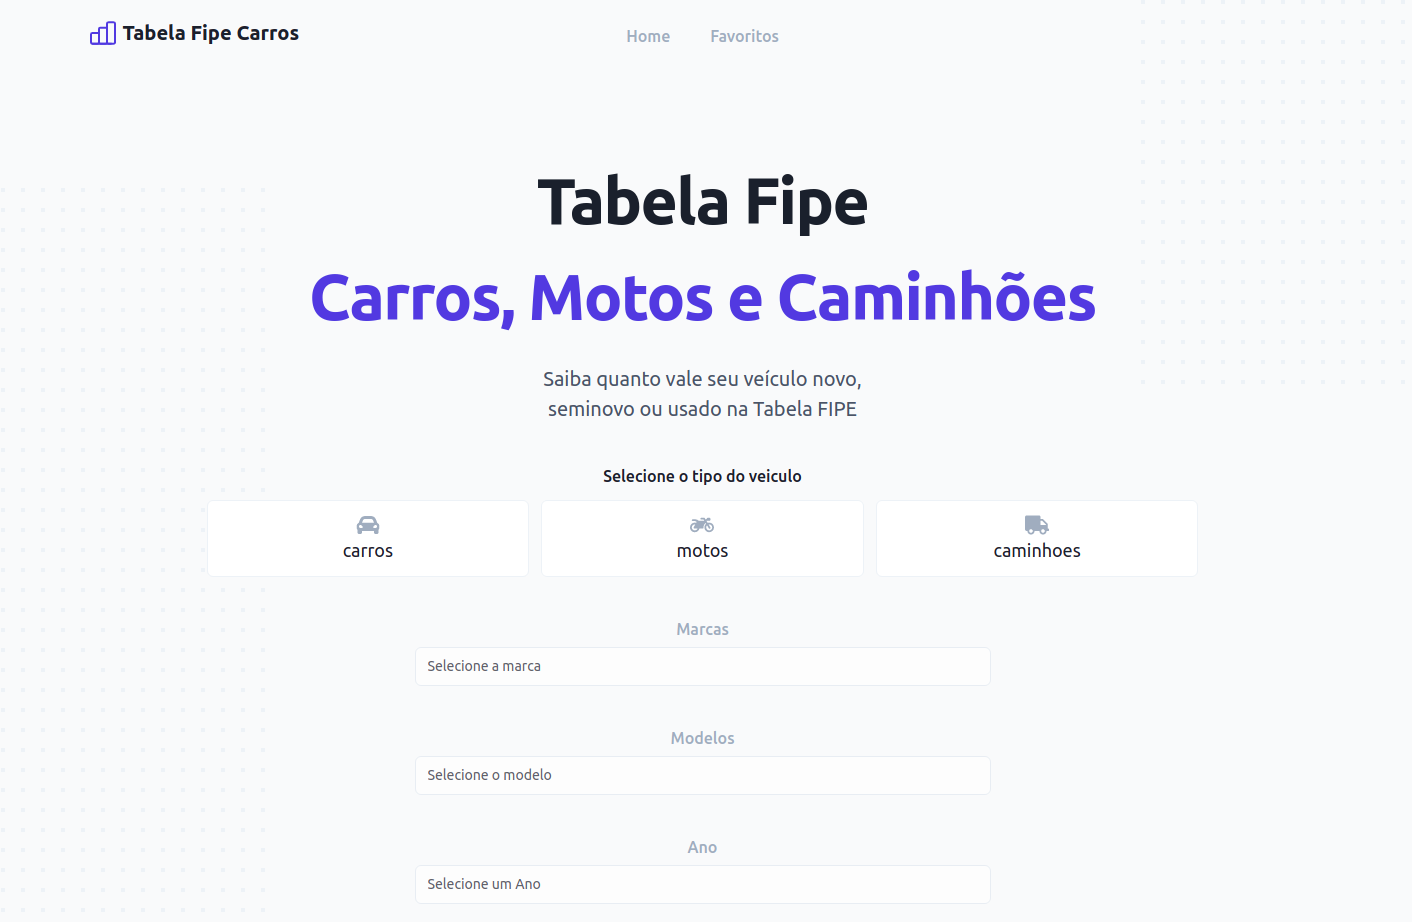 Tabela Fipe Carros
Home
Favoritos
Tabela Fipe
Carros, Motos e Caminhões
Saiba quanto vale seu veículo novo,
seminovo ou usado na Tabela FIPE
Selecione o tipo do veiculo
carros
motos
caminhoes
Marcas
Selecione a marca
Modelos
Selecione o modelo
Ano
Selecione um Ano